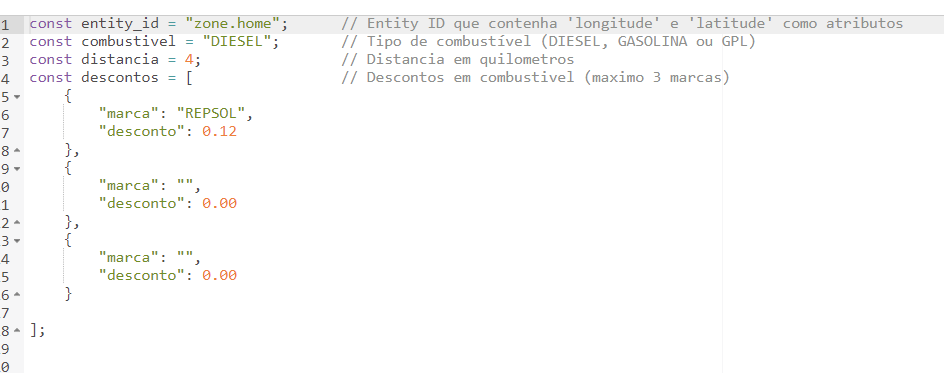 1 const entity_id = "zone.home"; // Entity ID que contenha 'longitude' e 'latitude' como atributos
2 const combustivel = "DIESEL"; // Tipo de combustível (DIESEL, GASOLINA ou GPL)
3 const distancia = 4; // Distancia em quilometros
4 const descontos = [ // Descontos em combustivel (maximo 3 marcas)
5 {
6 "marca": "REPSOL",
7 "desconto": 0.12
8 },
9 {
0 "marca": "",
1 "desconto": 0.00
2 },
3 {
4 "marca": "",
5 "desconto": 0.00
6 }
7
8 ];
9
0